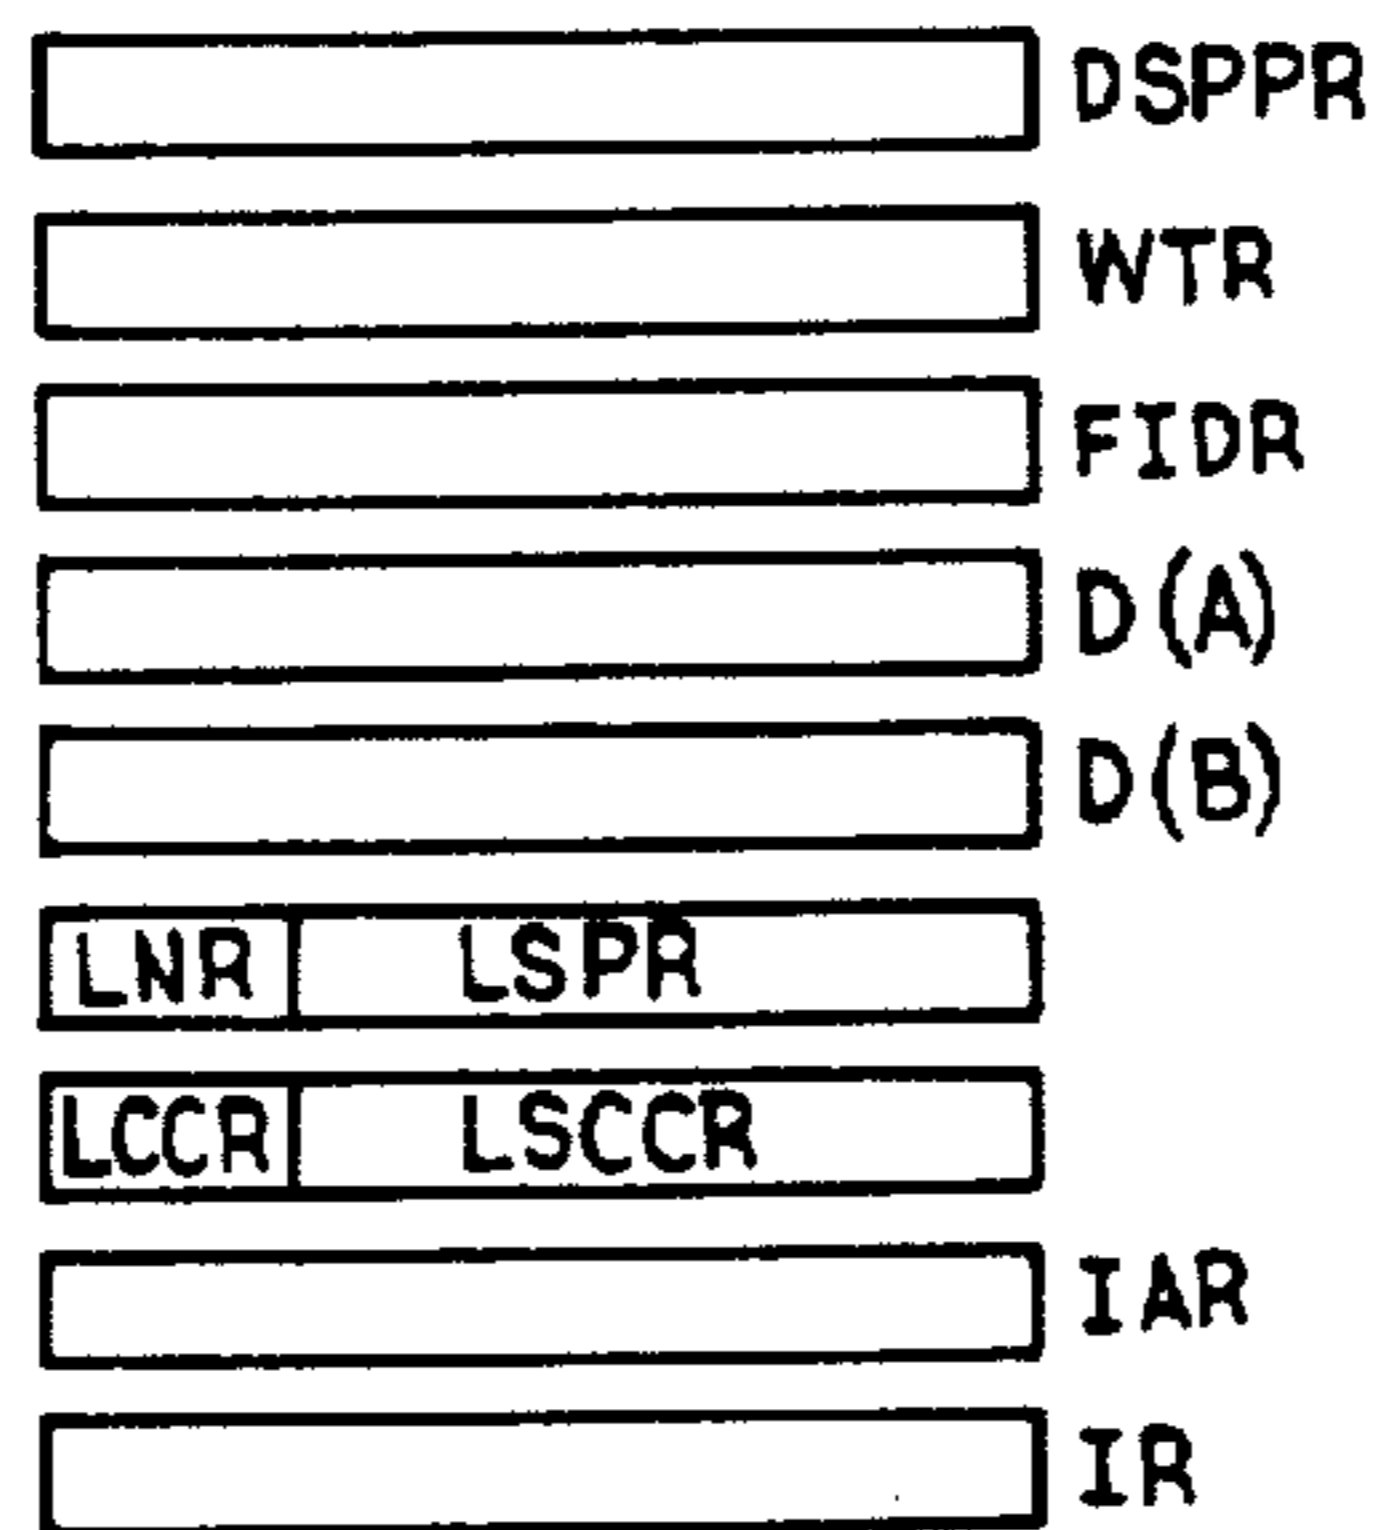 DSPPR
WTR
FIDR
D(A)
D(B)
LNR LSPR
LCCR LSCCR
IAR
IR